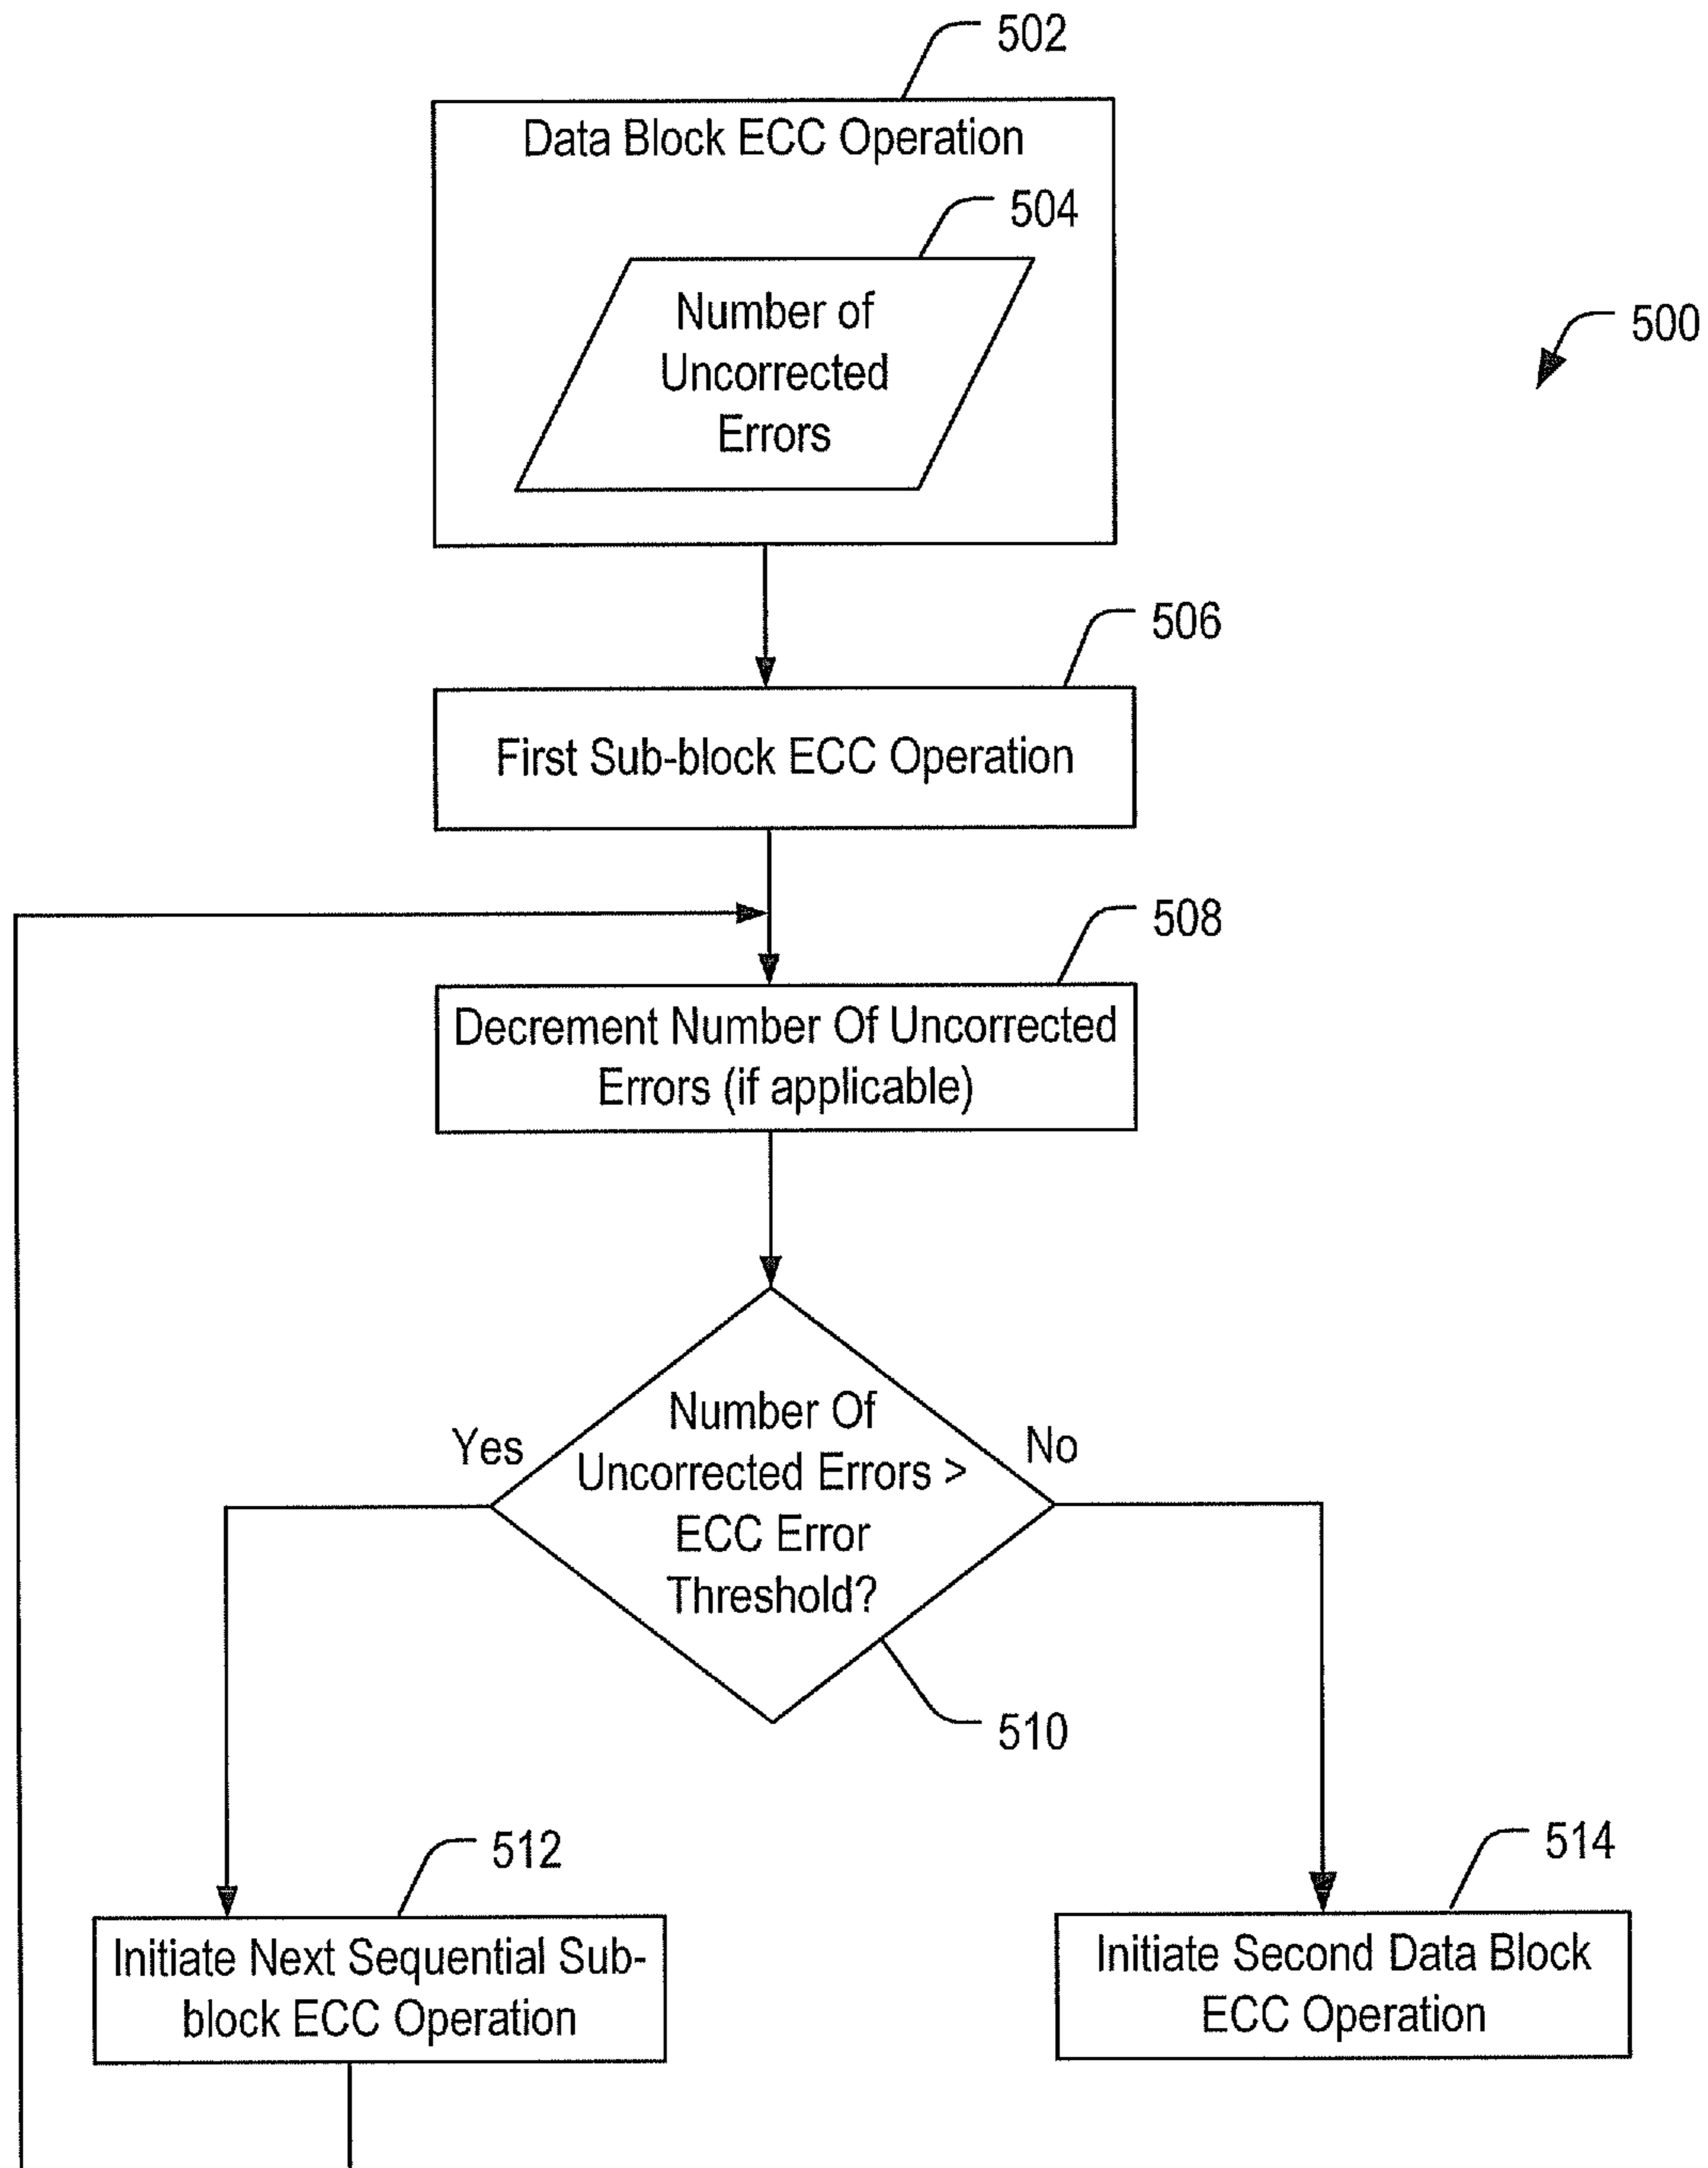 502
Data Block ECC Operation
504
Number of
Uncorrected
Errors
500
506
First Sub-block ECC Operation
508
Decrement Number Of Uncorrected
Errors (if applicable)
Yes
No
Number Of
Uncorrected Errors >
ECC Error
Threshold?
510
512
Initiate Next Sequential Sub-
block ECC Operation
514
Initiate Second Data Block
ECC Operation